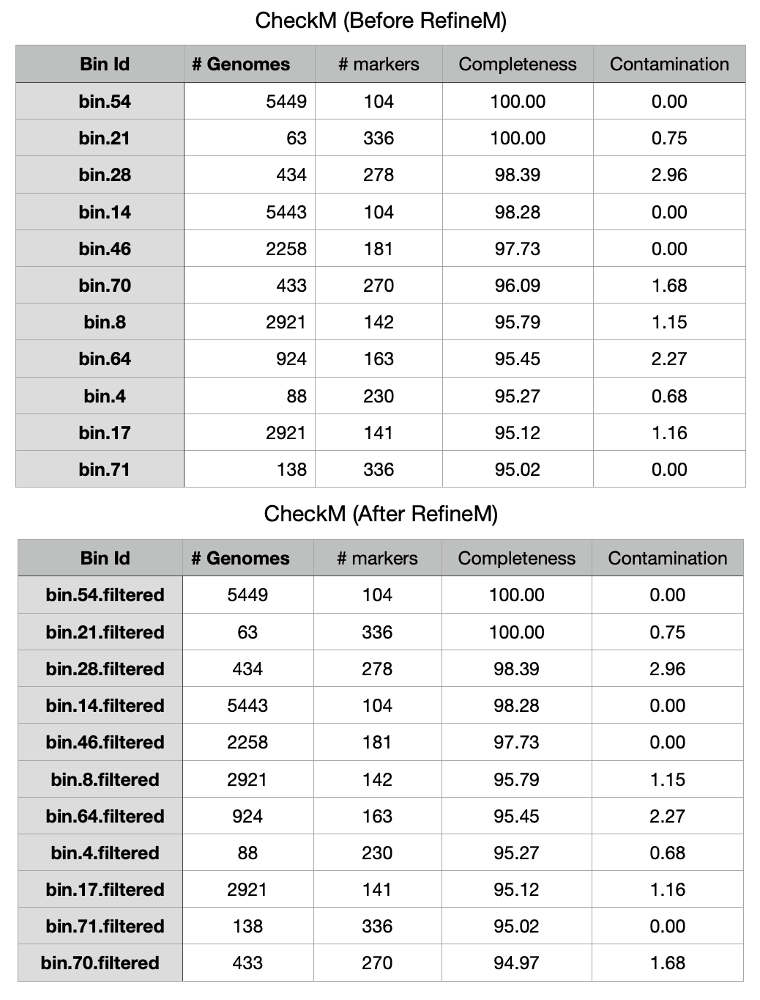 CheckM (Before RefineM)
Bin Id # Genomes # markers Completeness Contamination
bin.54 5449 104 100.00 0.00
bin.21 63 336 100.00 0.75
bin.28 434 278 98.39 2.96
bin.14 5443 104 98.28 0.00
bin.46 2258 181 97.73 0.00
bin.70 433 270 96.09 1.68
bin.8 2921 142 95.79 1.15
bin.64 924 163 95.45 2.27
bin.4 88 230 95.27 0.68
bin.17 2921 141 95.12 1.16
bin.71 138 336 95.02 0.00
CheckM (After RefineM)
Bin Id # Genomes # markers Completeness Contamination
bin.54.filtered 5449 104 100.00 0.00
bin.21.filtered 63 336 100.00 0.75
bin.28.filtered 434 278 98.39 2.96
bin.14.filtered 5443 104 98.28 0.00
bin.46.filtered 2258 181 97.73 0.00
bin.8.filtered 2921 142 95.79 1.15
bin.64.filtered 924 163 95.45 2.27
bin.4.filtered 88 230 95.27 0.68
bin.17.filtered 2921 141 95.12 1.16
bin.71.filtered 138 336 95.02 0.00
bin.70.filtered 433 270 94.97 1.68